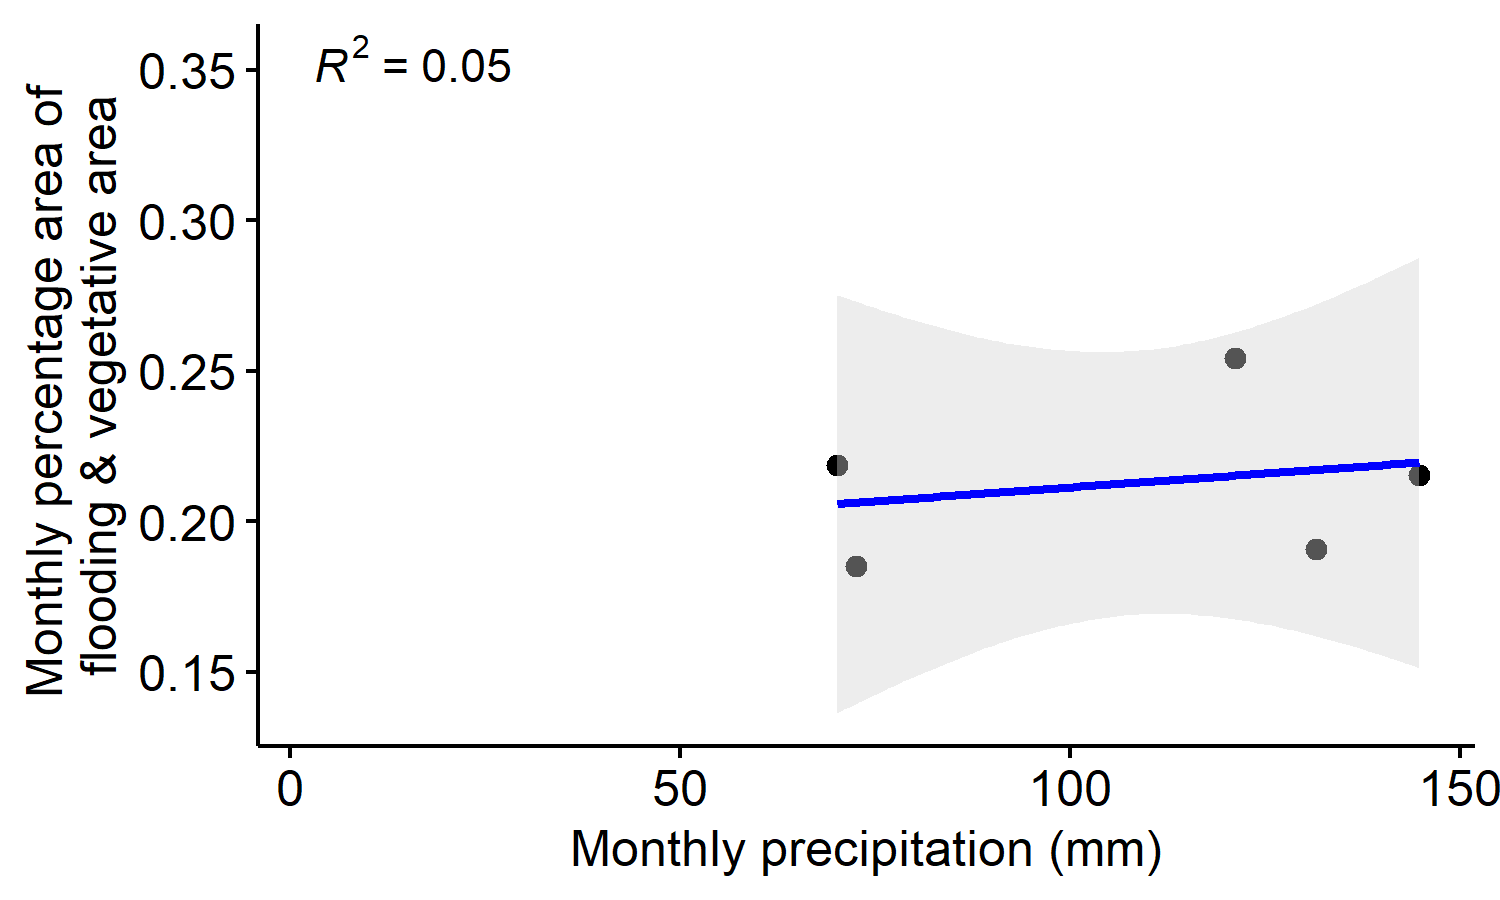 R² = 0.05
Monthly percentage area of
flooding & vegetative area
0.35
0.30
0.25
0.20
0.15
0 50 100 150
Monthly precipitation (mm)